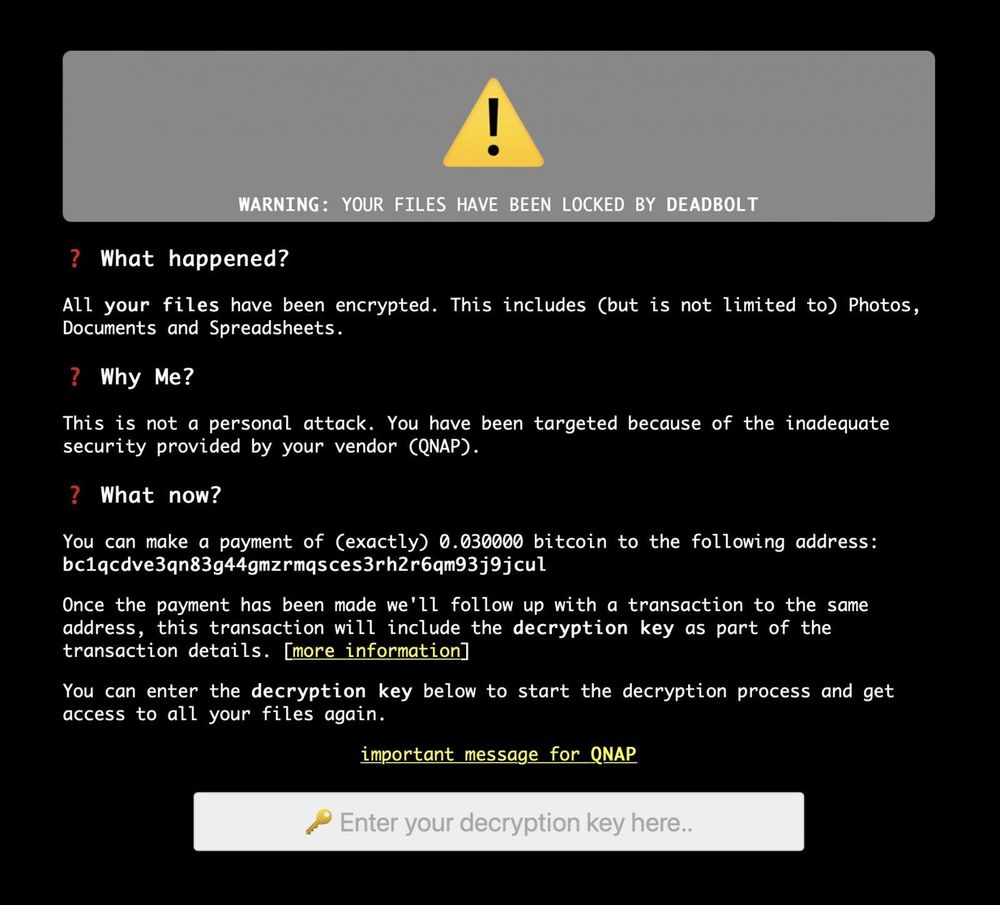 WARNING: YOUR FILES HAVE BEEN LOCKED BY DEADBOLT
❓ What happened?
All your files have been encrypted. This includes (but is not limited to) Photos,
Documents and Spreadsheets.
❓ Why Me?
This is not a personal attack. You have been targeted because of the inadequate
security provided by your vendor (QNAP).
❓ What now?
You can make a payment of (exactly) 0.030000 bitcoin to the following address:
bc1qcdve3qn83g44gmzrmqsces3rh2r6qm93j9jcul
Once the payment has been made we'll follow up with a transaction to the same
address, this transaction will include the decryption key as part of the
transaction details. [more information]
You can enter the decryption key below to start the decryption process and get
access to all your files again.
important message for QNAP
🔑 Enter your decryption key here..